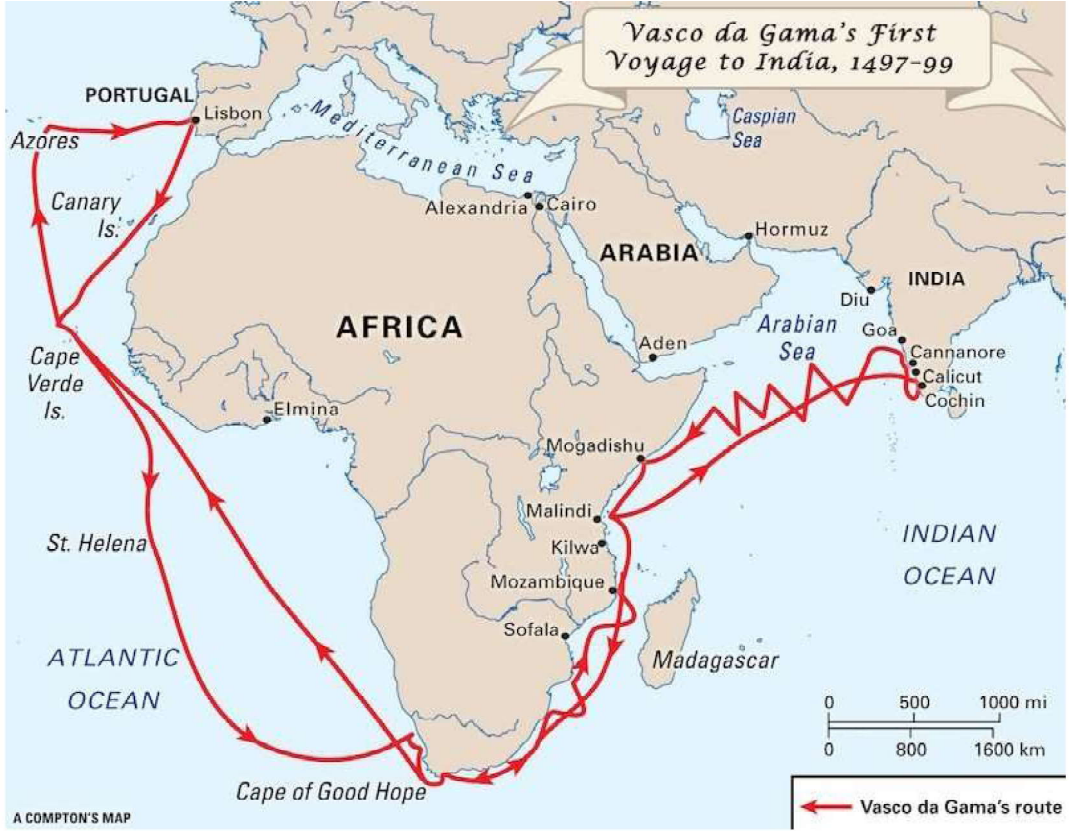 Vasco da Gama's First
Voyage to India, 1497-99
PORTUGAL
Lisbon
Azores
Mediterranean Sea
Caspian
Sea
Canary
Is.
Alexandria
Cairo
Hormuz
ARABIA
INDIA
Diu
AFRICA
Arabian
Sea
Goa
Aden
Cannanore
Cape
Verde
Is.
Calicut
Cochin
Elmina
Mogadishu
Malindi
St. Helena
Kilwa
INDIAN
OCEAN
Mozambique
Sofala
ATLANTIC
OCEAN
Madagascar
0 500 1000 mi
0 800 1600 km
Cape of Good Hope
Vasco da Gama's route
A COMPTON'S MAP